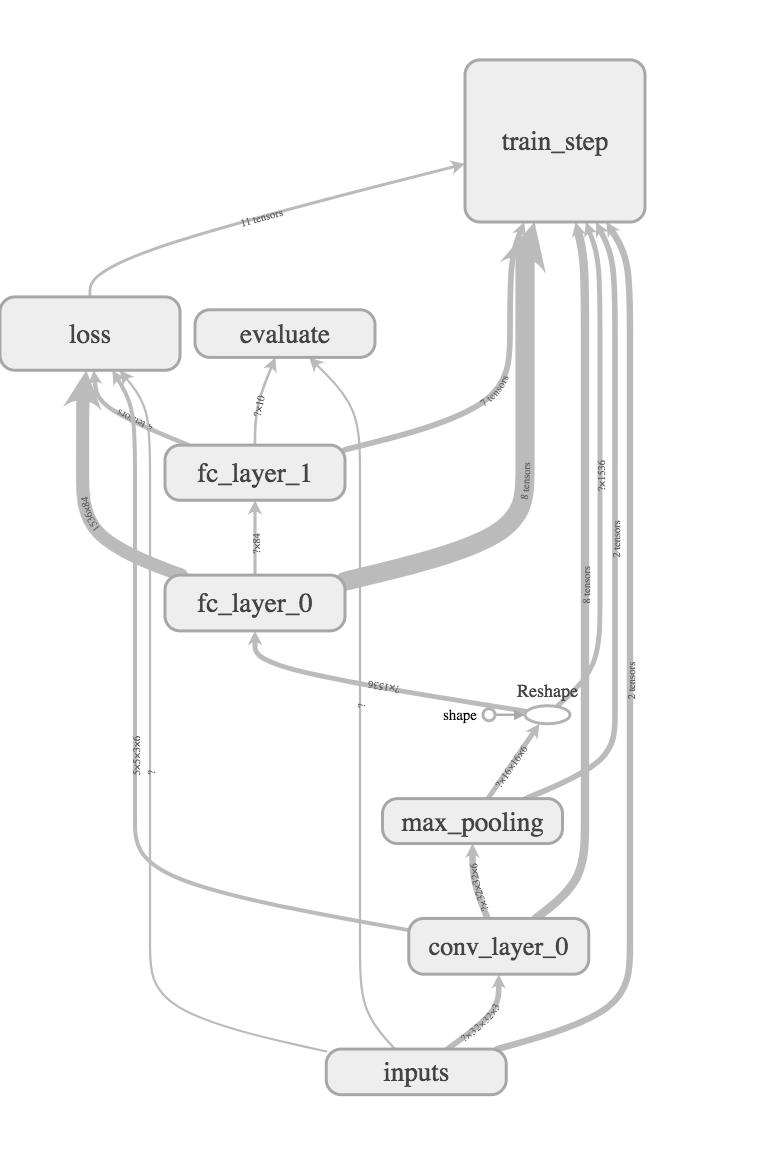 train_step
11 tensors
loss
evaluate
?×10
7 tensors
fc_layer_1
?×1536
8 tensors
1536×84
?×84
2 tensors
8 tensors
fc_layer_0
2 tensors
?×1536
Reshape
shape
?
5×5×3×6
?
?×16×16×6
max_pooling
?×32×32×6
conv_layer_0
?×32×32×3
inputs